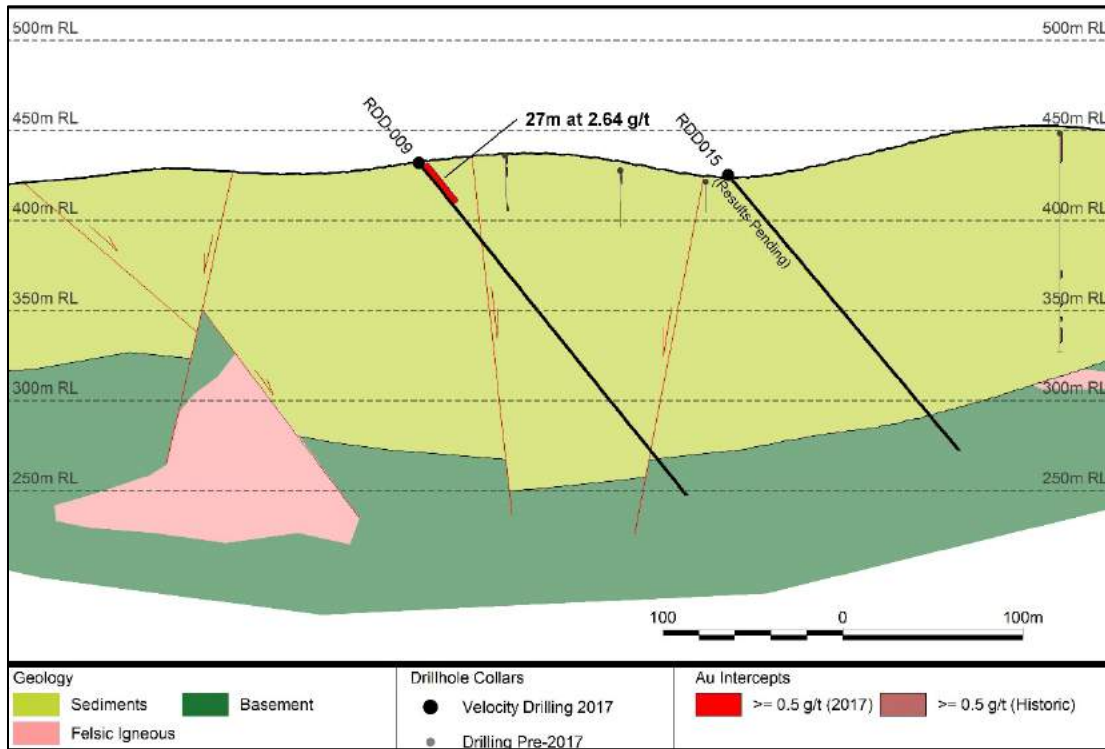 500m RL
500m RL
450m RL
450m RL
RDD-009
27m at 2.64 g/t
RDD015
(Results Pending)
400m RL
400m RL
350m RL
350m RL
300m RL
300m RL
250m RL
250m RL
100
0
100m
Geology
Sediments
Basement
Felsic Igneous
Drillhole Collars
Velocity Drilling 2017
Drilling Pre-2017
Au Intercepts
>= 0.5 g/t (2017)
>= 0.5 g/t (Historic)